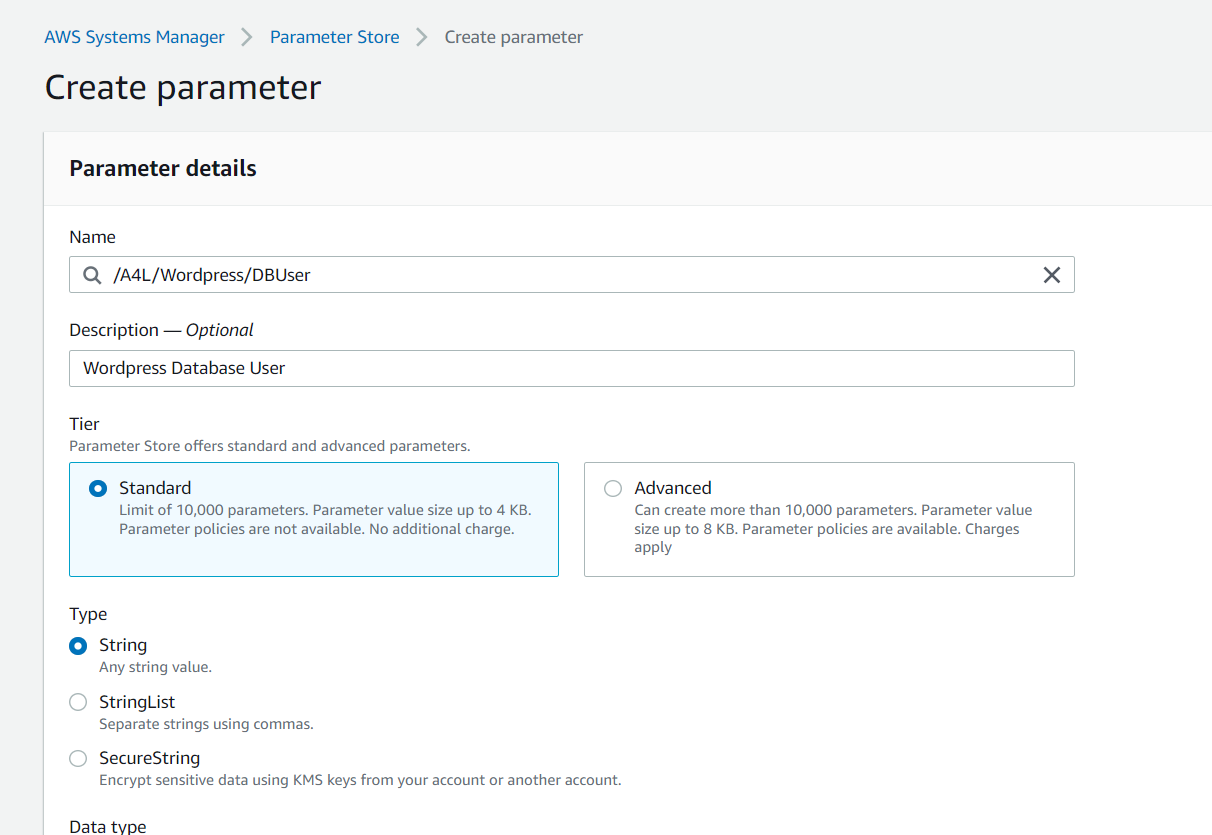 AWS Systems Manager > Parameter Store > Create parameter
Create parameter
Parameter details
Name
/A4L/Wordpress/DBUser
Description — Optional
Wordpress Database User
Tier
Parameter Store offers standard and advanced parameters.
Standard
Limit of 10,000 parameters. Parameter value size up to 4 KB.
Parameter policies are not available. No additional charge.
Advanced
Can create more than 10,000 parameters. Parameter value
size up to 8 KB. Parameter policies are available. Charges
apply
Type
String
Any string value.
StringList
Separate strings using commas.
SecureString
Encrypt sensitive data using KMS keys from your account or another account.
Data type